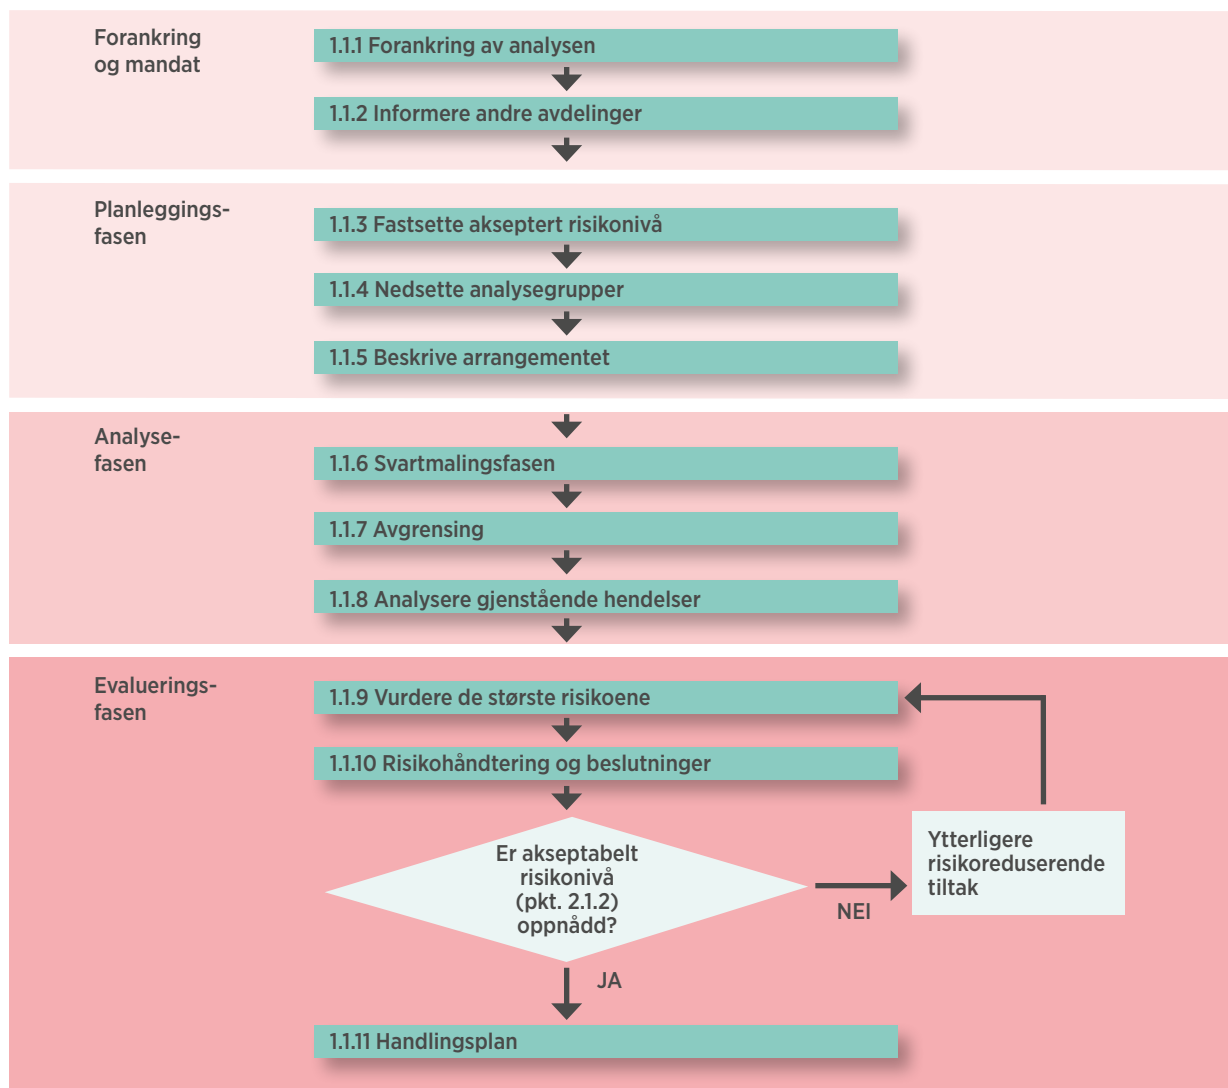 Forankring
og mandat
1.1.1 Forankring av analysen
1.1.2 Informere andre avdelinger
Planleggings-
fasen
1.1.3 Fastsette akseptert risikonivå
1.1.4 Nedsette analysegrupper
1.1.5 Beskrive arrangementet
Analyse-
fasen
1.1.6 Svartmalingsfasen
1.1.7 Avgrensing
1.1.8 Analysere gjenstående hendelser
Evaluerings-
fasen
1.1.9 Vurdere de største risikoene
1.1.10 Risikohåndtering og beslutninger
Er akseptabelt
risikonivå
(pkt. 2.1.2)
oppnådd?
NEI
Ytterligere
risikoreduserende
tiltak
JA
1.1.11 Handlingsplan